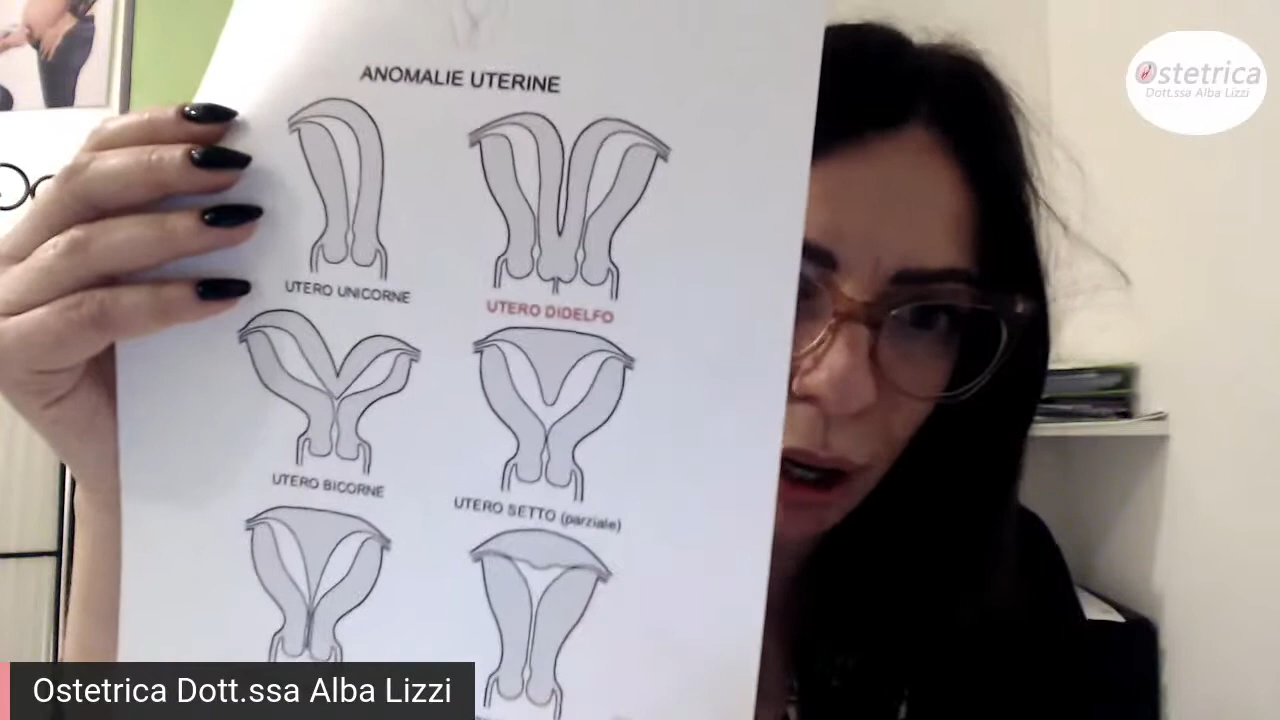 ANOMALIE UTERINE
UTERO UNICORNE
UTERO DIDELFO
UTERO BICORNE
UTERO SETTO (parziale)
Ostetrica
Dott.ssa Alba Lizzi
Ostetrica Dott.ssa Alba Lizzi